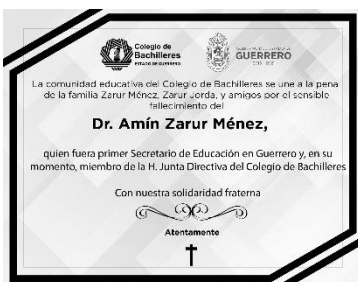 Colegio de
Bachilleres
ESTADO DE GUERRERO
GUERRERO
La comunidad educativa del Colegio de Bachilleres se une a la pena
de la familia Zarur Ménez, Zarur Jorda, y amigos por el sensible
fallecimiento del
Dr. Amín Zarur Ménez,
quien fuera primer Secretario de Educación en Guerrero y, en su
momento, miembro de la H. Junta Directiva del Colegio de Bachilleres
Con nuestra solidaridad fraterna
Atentamente